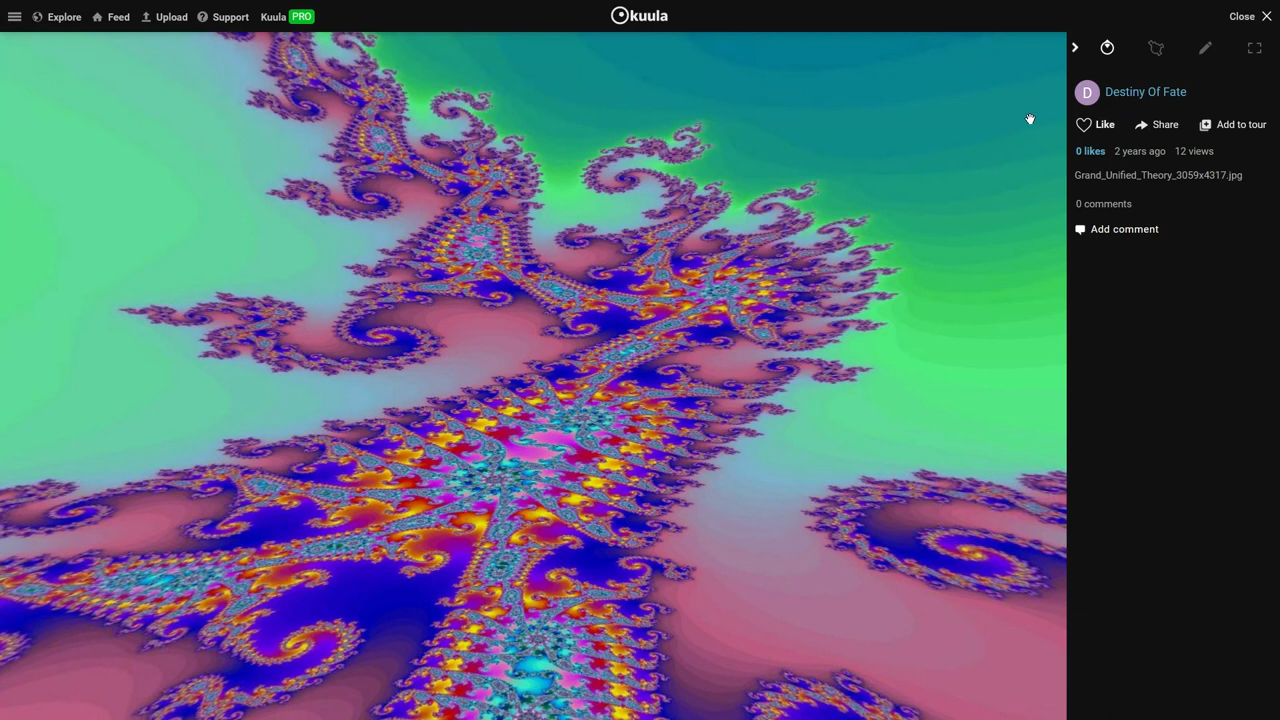 Explore Feed Upload Support Kuula PRO
kuula
Close
D Destiny Of Fate
Like Share Add to tour
0 likes 2 years ago 12 views
Grand_Unified_Theory_3059x4317.jpg
0 comments
Add comment